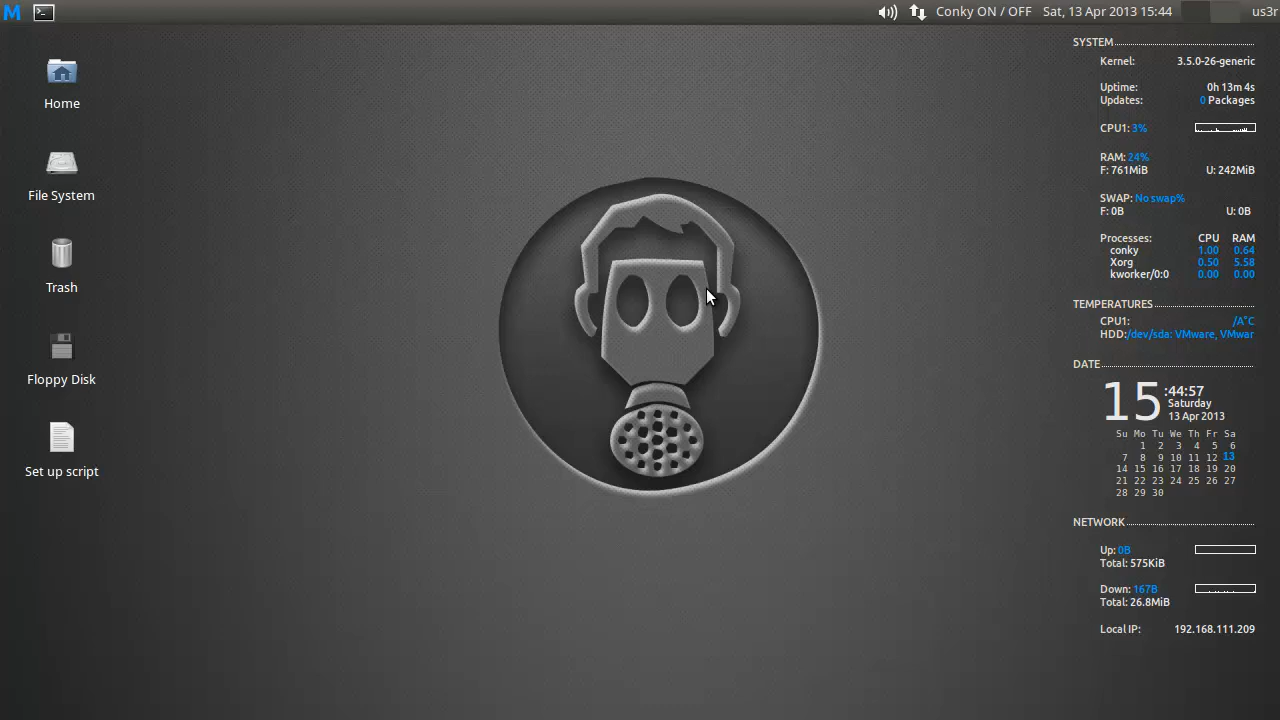 M Conky ON / OFF Sat, 13 Apr 2013 15:44 us3r
Home
File System
Trash
Floppy Disk
Set up script
SYSTEM
Kernel: 3.5.0-26-generic
Uptime: 0h 13m 4s
Updates: 0 Packages
CPU1: 3%
RAM: 24%
F: 761MiB U: 242MiB
SWAP: No swap%
F: 0B U: 0B
Processes: CPU RAM
conky 1.00 0.64
Xorg 0.50 5.58
kworker/0:0 0.00 0.00
TEMPERATURES
CPU1: /A°C
HDD:/dev/sda: VMware, VMwar
DATE
15:44:57
Saturday
13 Apr 2013
Su Mo Tu We Th Fr Sa
1 2 3 4 5 6
7 8 9 10 11 12 13
14 15 16 17 18 19 20
21 22 23 24 25 26 27
28 29 30
NETWORK
Up: 0B
Total: 575KiB
Down: 167B
Total: 26.8MiB
Local IP: 192.168.111.209